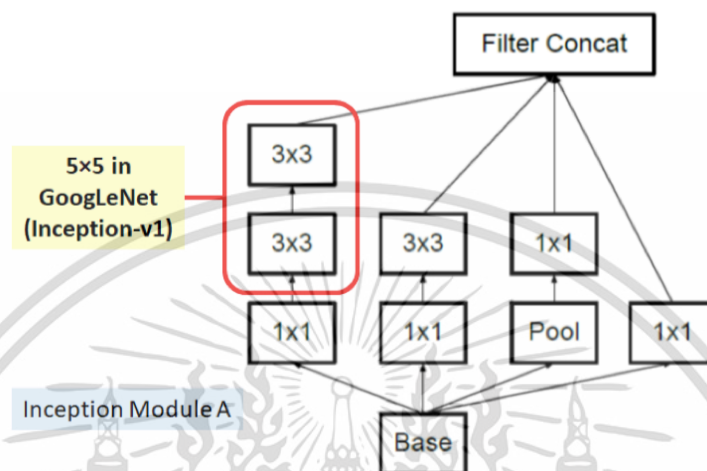 Filter Concat
3x3
5×5 in
GoogLeNet
(Inception-v1)
3x3
3x3
1x1
1x1
1x1
Pool
1x1
Inception Module A
Base